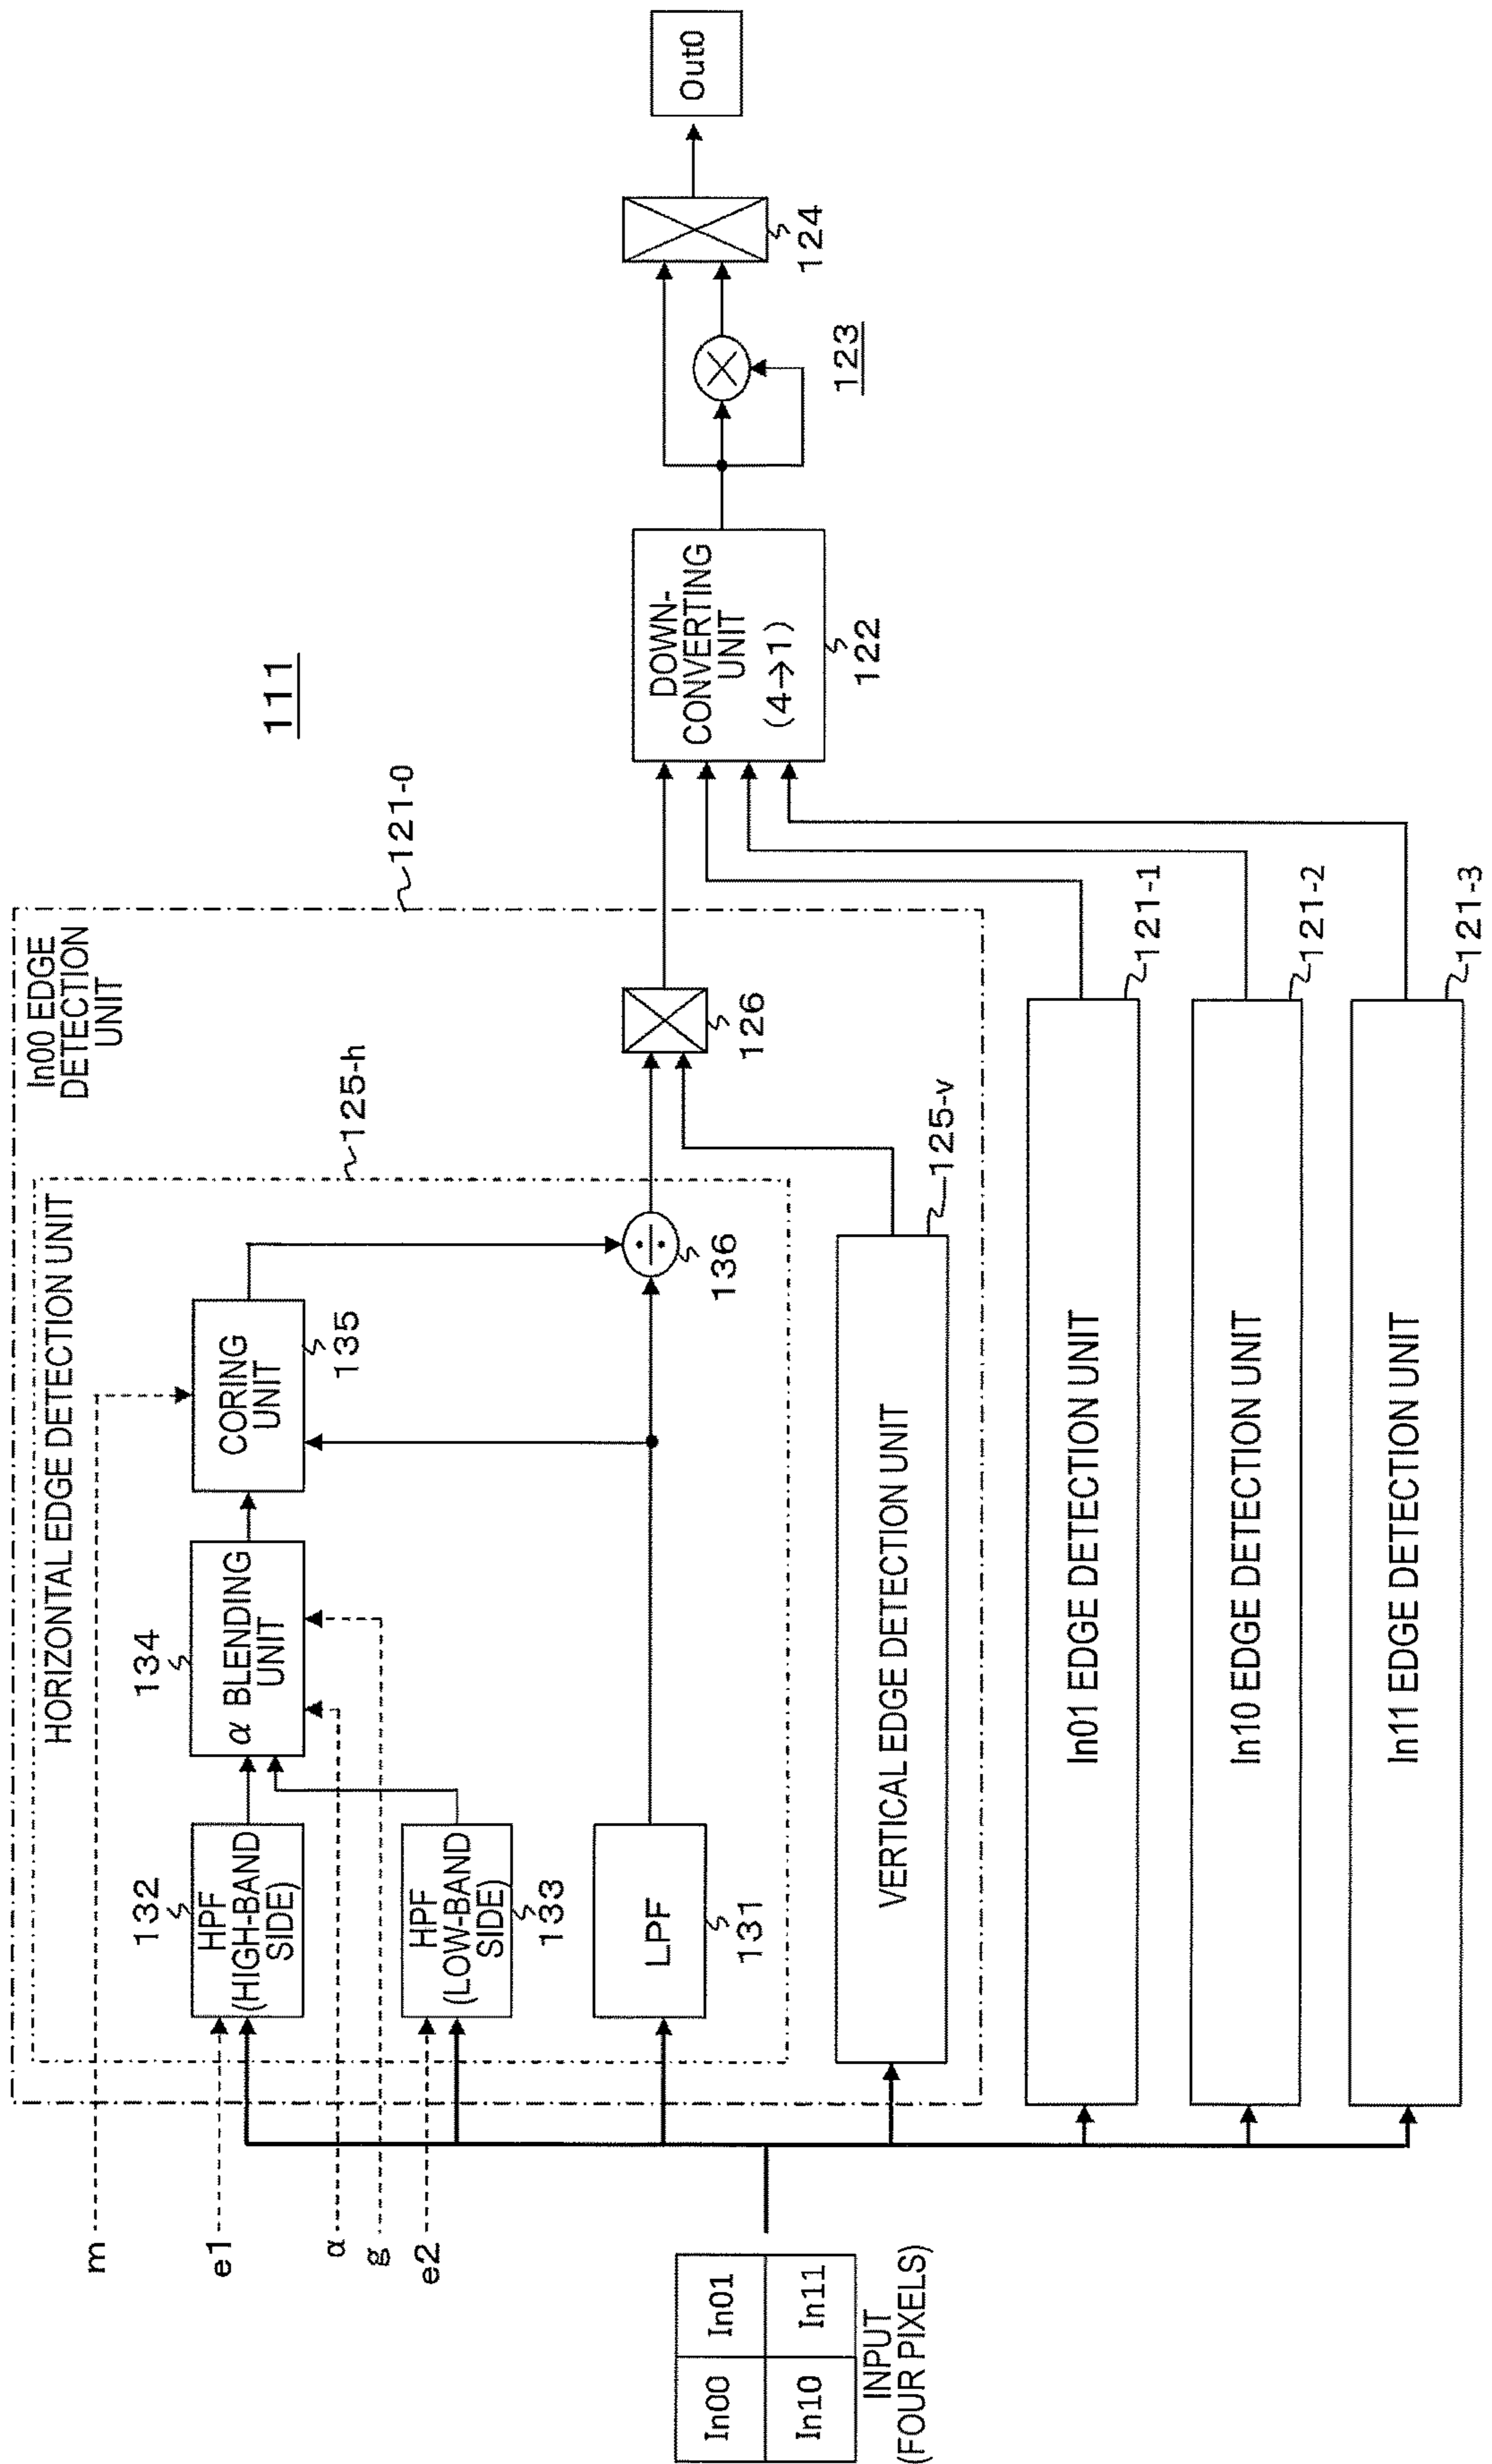 111
In00 EDGE
DETECTION
UNIT
121-0
HORIZONTAL EDGE DETECTION UNIT
125-h
m
e1
α
g
e2
132
HPF
(HIGH-BAND
SIDE)
HPF
(LOW-BAND
SIDE)
133
LPF
131
134
α BLENDING
UNIT
CORING
UNIT
135
÷
136
126
VERTICAL EDGE DETECTION UNIT
125-v
In01 EDGE DETECTION UNIT
121-1
In10 EDGE DETECTION UNIT
121-2
In11 EDGE DETECTION UNIT
121-3
In00 In01
In10 In11
INPUT
(FOUR PIXELS)
DOWN-
CONVERTING
UNIT
(4→1)
122
123
124
Out0